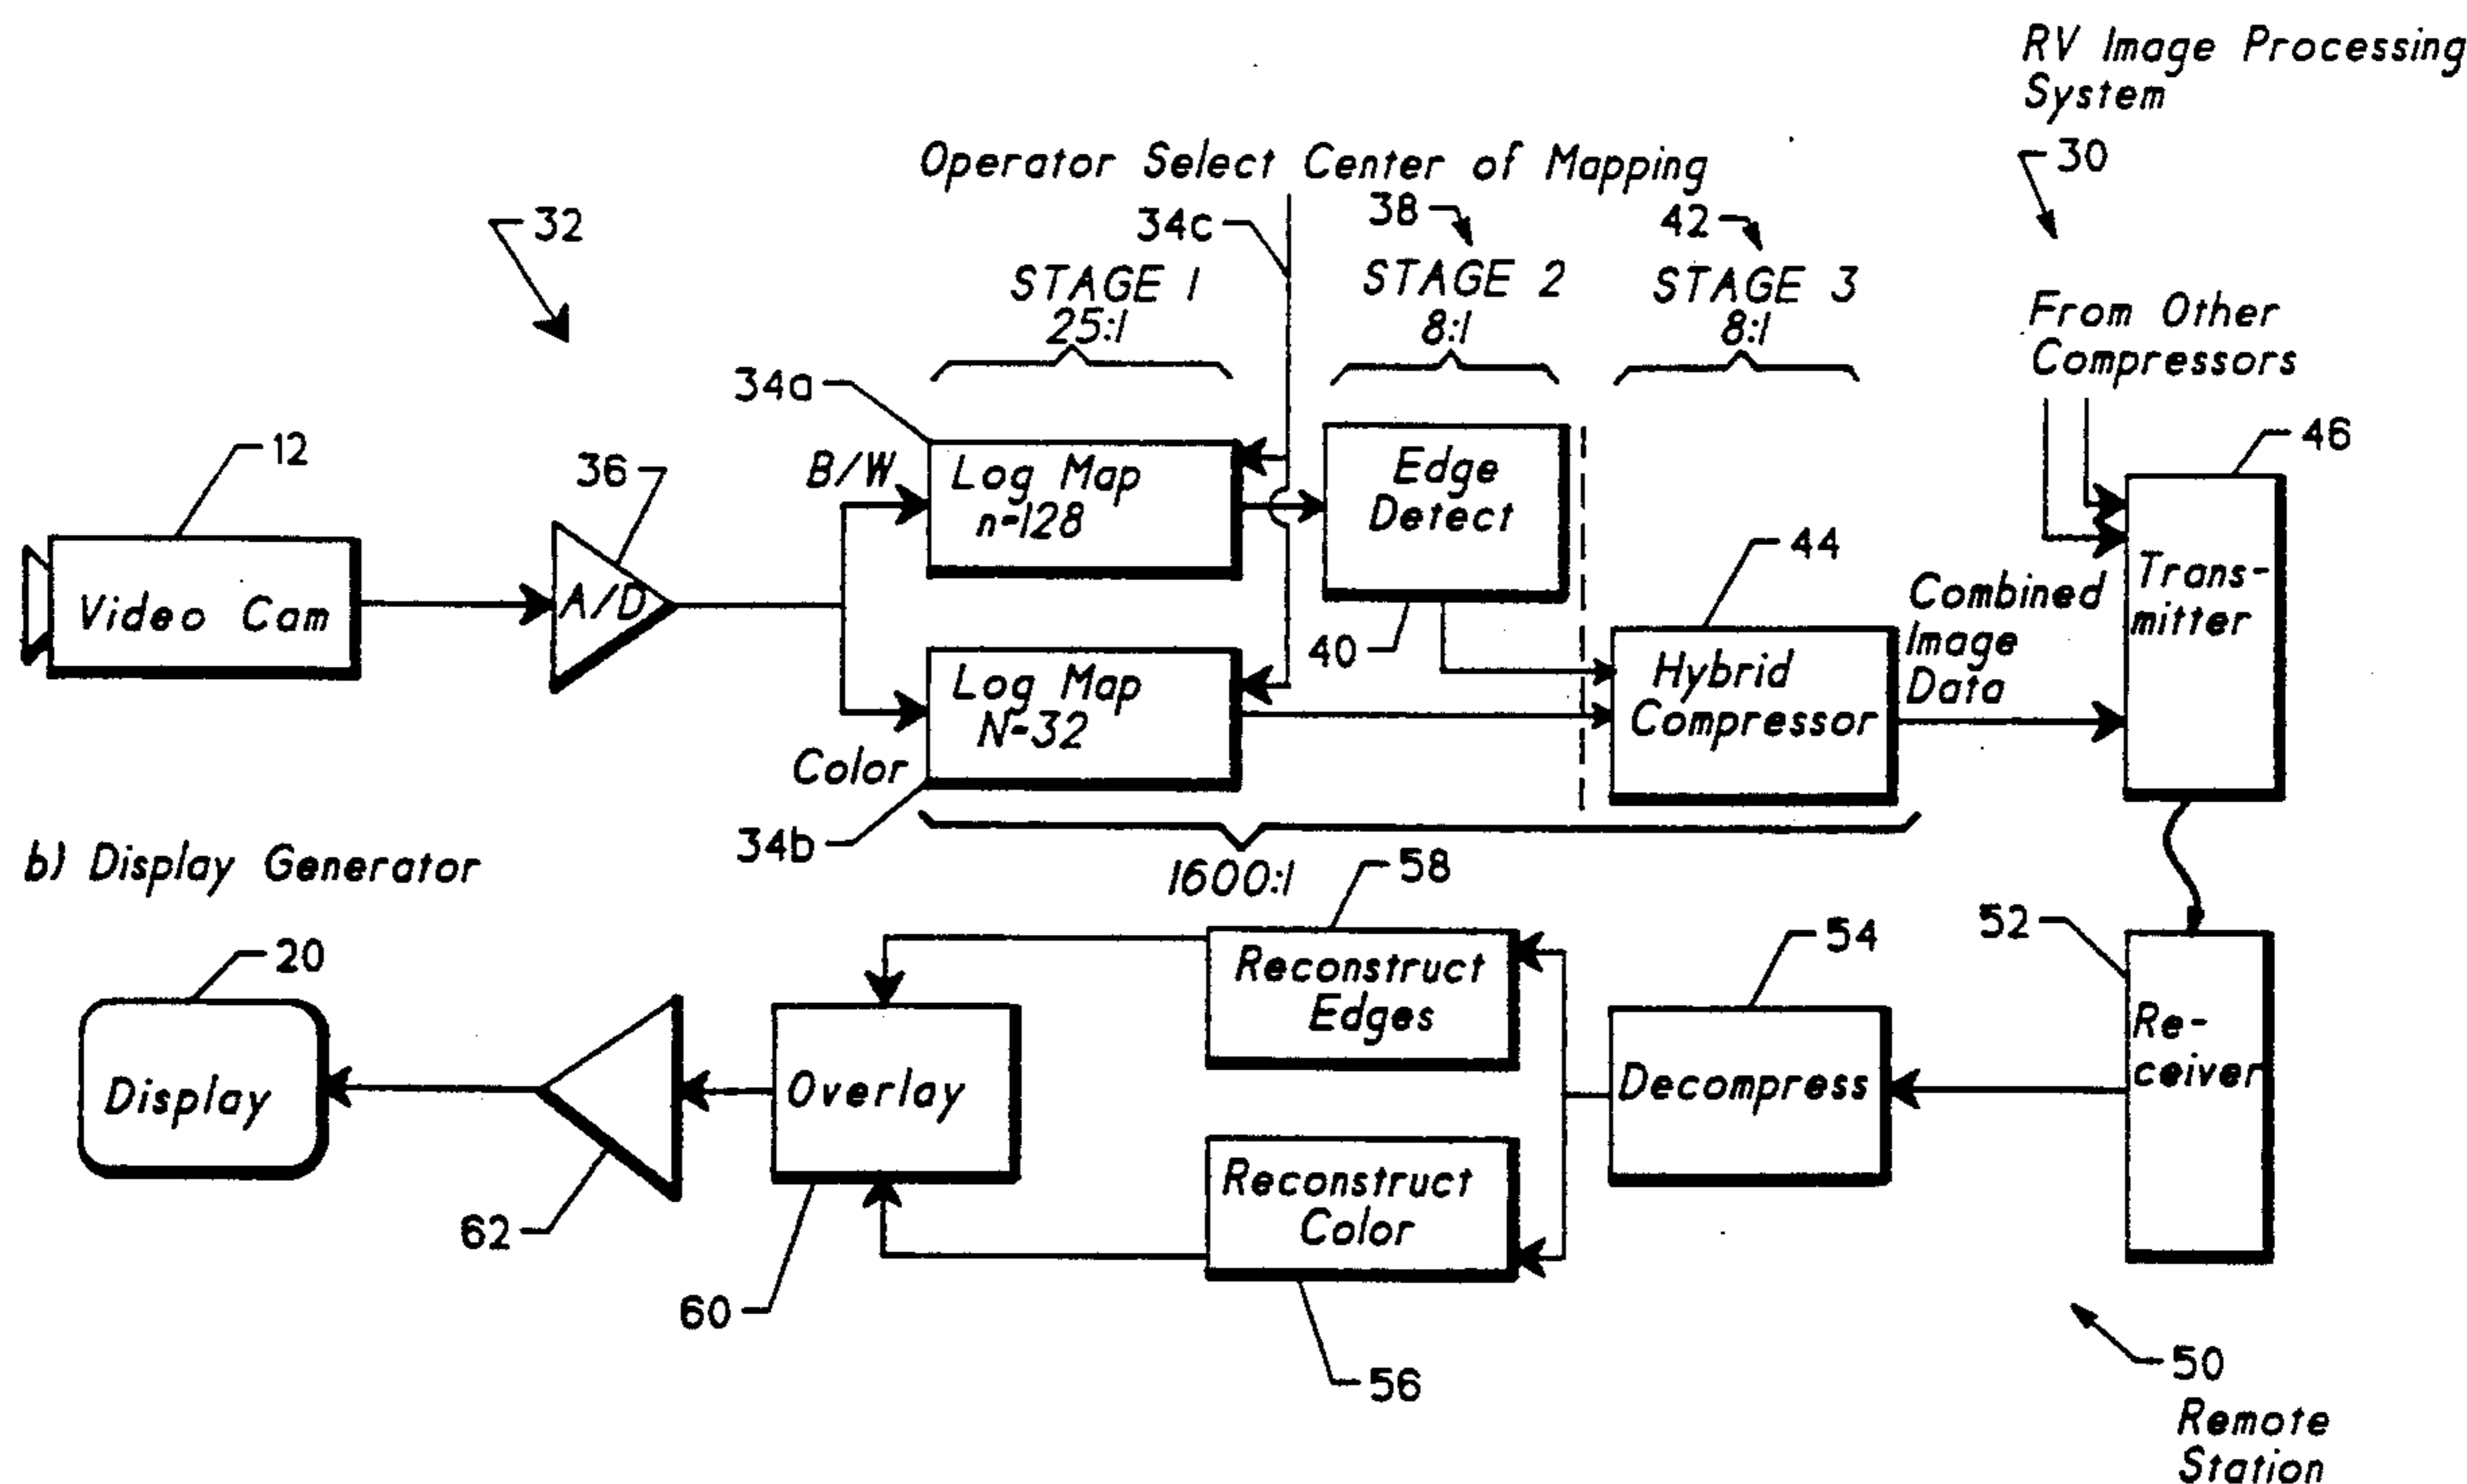 RV Image Processing
System
30
Operator Select Center of Mapping
32
34c
38
42
STAGE 1
25:1
STAGE 2
8:1
STAGE 3
8:1
From Other
Compressors
34a
12
36
B/W
Log Map
n=128
Edge
Detect
46
Video Cam
A/D
44
Combined
Image
Data
Trans-
mitter
40
Log Map
N=32
Hybrid
Compressor
Color
34b
1600:1
b) Display Generator
58
52
54
20
Reconstruct
Edges
Re-
ceiver
Display
Overlay
Decompress
Reconstruct
Color
62
60
56
50
Remote
Station